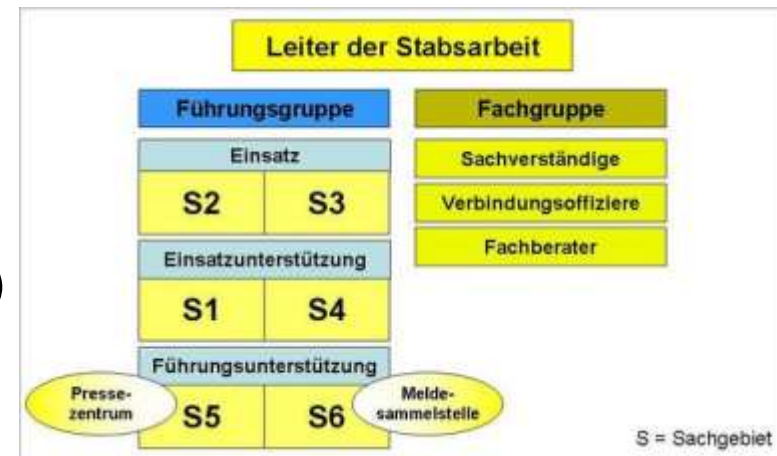 Leiter der Stabsarbeit
Führungsgruppe
Einsatz
S2 S3
Einsatzunterstützung
S1 S4
Führungsunterstützung
Presse-
zentrum
S5 S6
Melde-
sammelstelle
Fachgruppe
Sachverständige
Verbindungsoffiziere
Fachberater
S = Sachgebiet
)